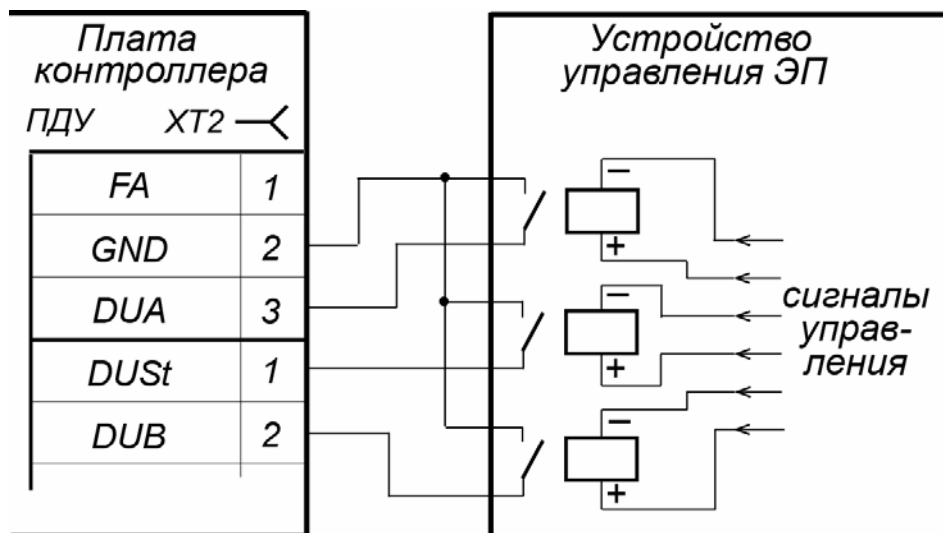 Плата
контроллера
ПДУ XT2
FA 1
GND 2
DUA 3
DUSt 1
DUB 2
Устройство
управления ЭП
−
+
−
+
−
+
сигналы
управ-
ления